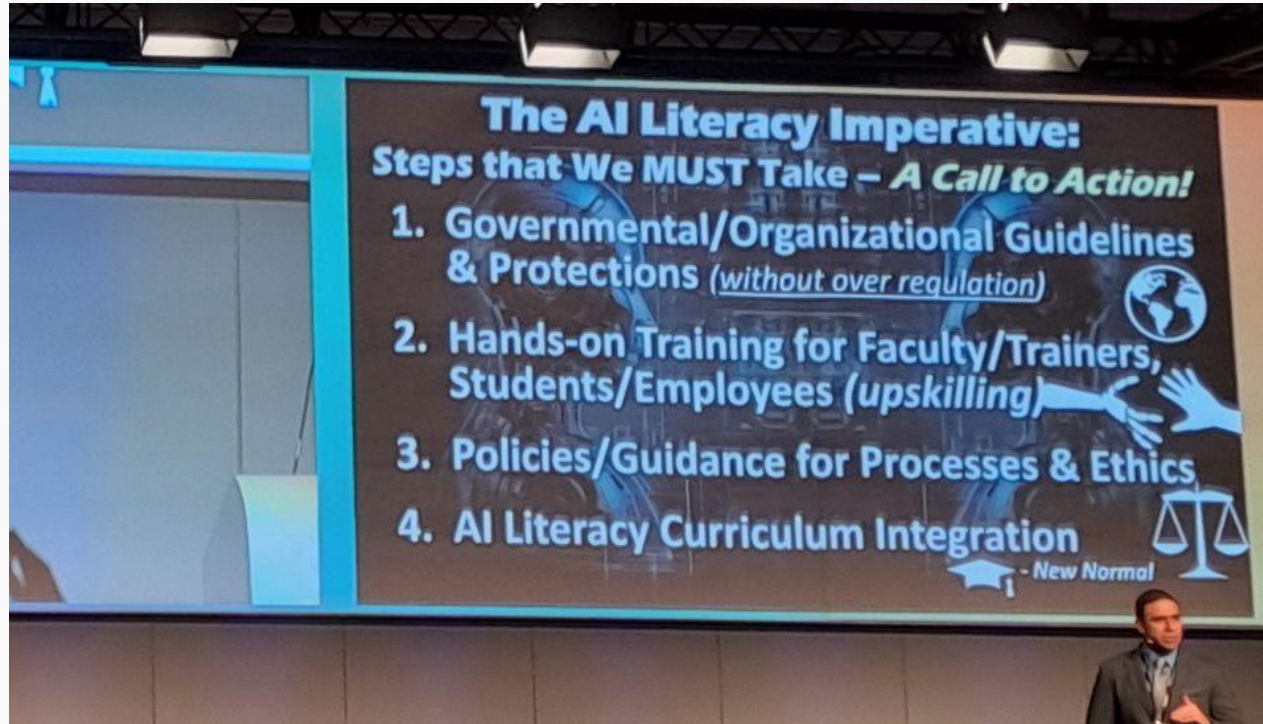 The AI Literacy Imperative:
Steps that We MUST Take – A Call to Action!
1. Governmental/Organizational Guidelines
& Protections (without over regulation)
2. Hands-on Training for Faculty/Trainers,
Students/Employees (upskilling)
3. Policies/Guidance for Processes & Ethics
4. AI Literacy Curriculum Integration
- New Normal